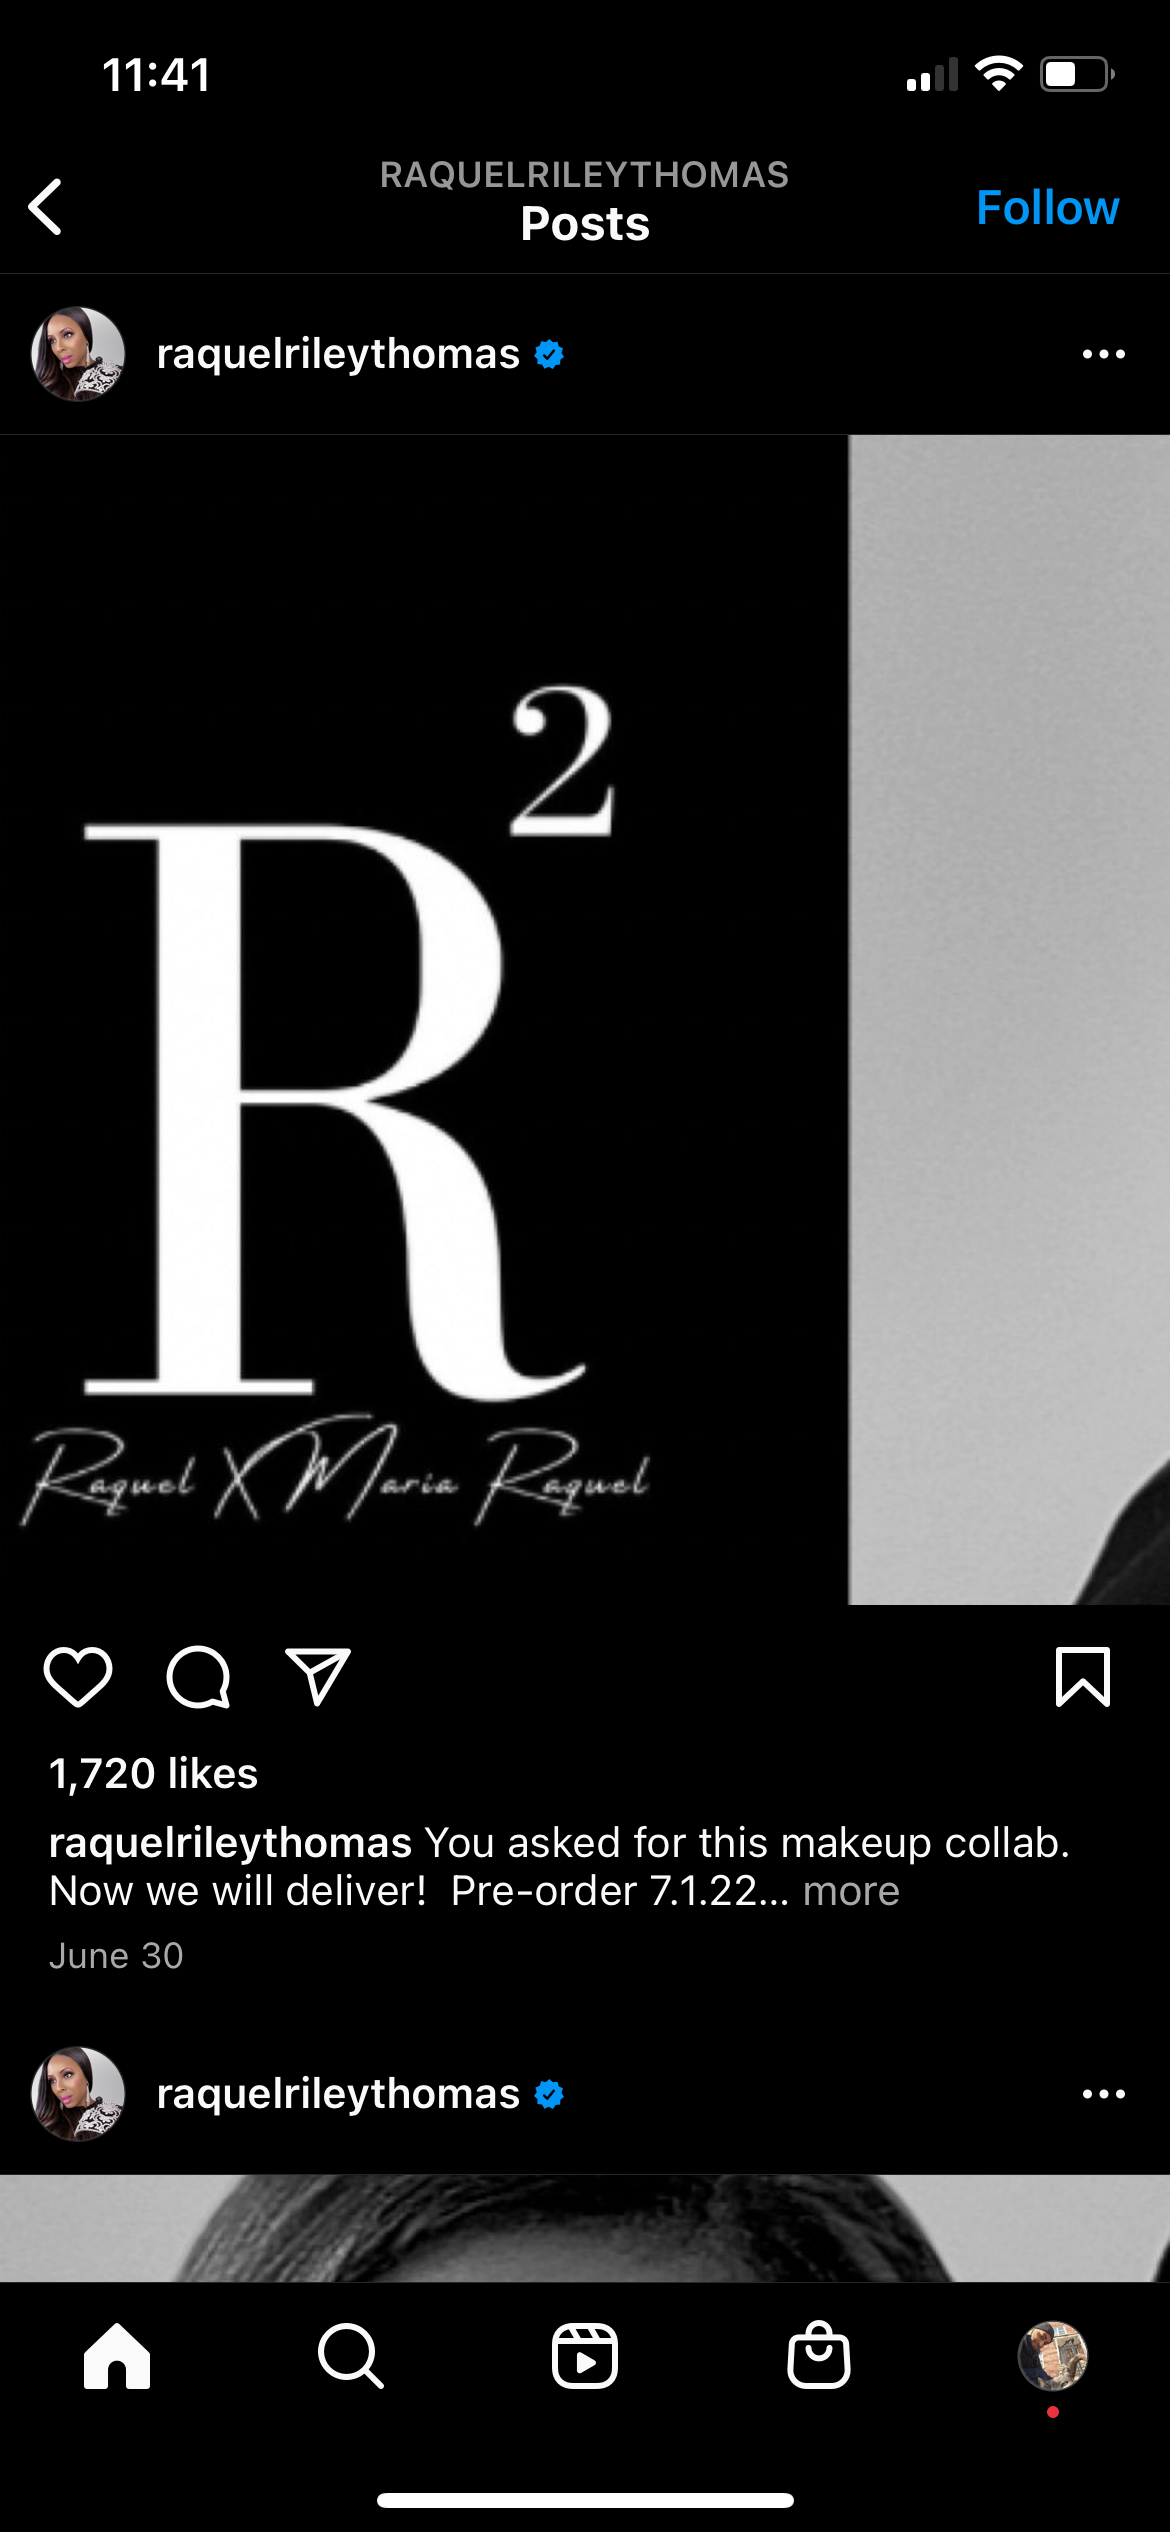 11:41
RAQUELRILEYTHOMAS
Posts
Follow
raquelrileythomas
2
R
Raquel X Maria Raquel
1,720 likes
raquelrileythomas You asked for this makeup collab.
Now we will deliver!  Pre-order 7.1.22... more
June 30
raquelrileythomas